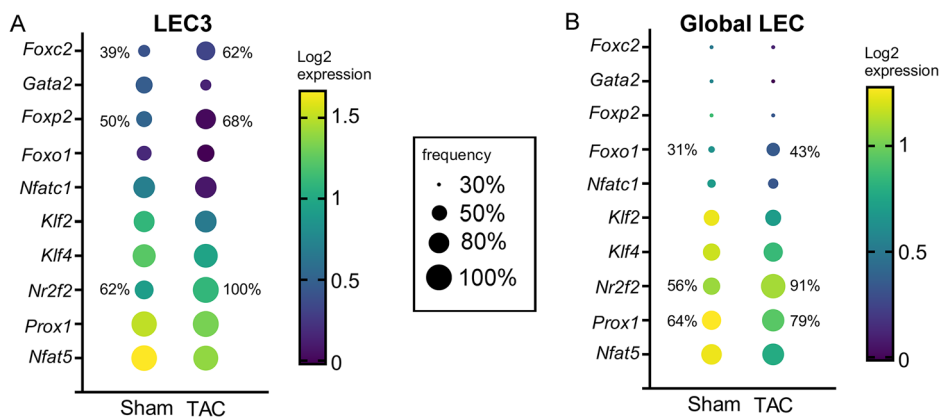 A
LEC3
Foxc2 39% 62%
Gata2
Foxp2 50% 68%
Foxo1
Nfatc1
Klf2
Klf4
Nr2f2 62% 100%
Prox1
Nfat5
Sham TAC
Log2
expression
1.5
1
0.5
0
frequency
30%
50%
80%
100%
B
Global LEC
Foxc2
Gata2
Foxp2
Foxo1 31% 43%
Nfatc1
Klf2
Klf4
Nr2f2 56% 91%
Prox1 64% 79%
Nfat5
Sham TAC
Log2
expression
1
0.5
0